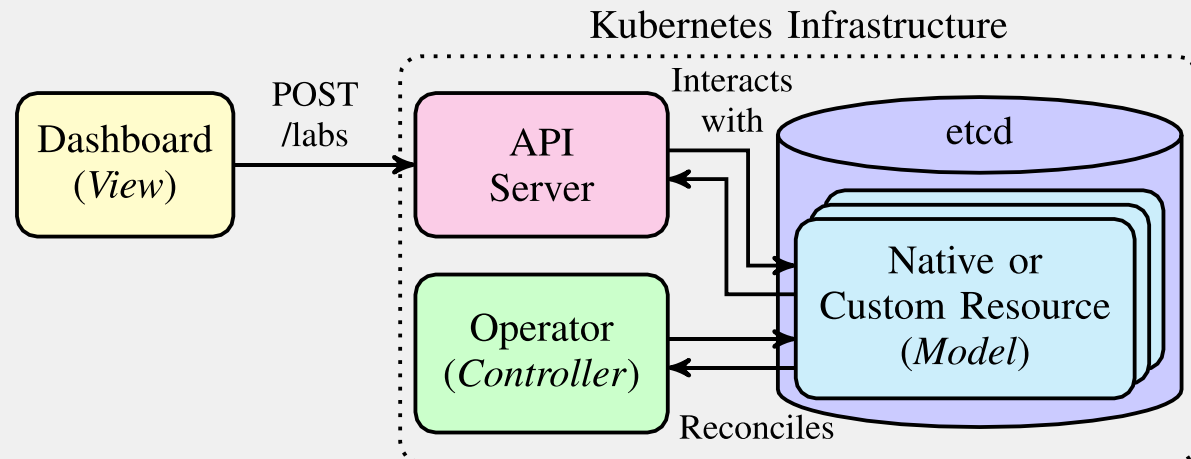 Kubernetes Infrastructure
POST
/labs
Dashboard
(View)
API
Server
Interacts
with
etcd
Native or
Custom Resource
(Model)
Operator
(Controller)
Reconciles